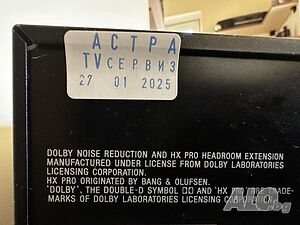 АСТРА
TV СЕРВИЗ
27 01 2025
DOLBY NOISE REDUCTION AND HX PRO HEADROOM EXTENSION
MANUFACTURED UNDER LICENSE FROM DOLBY LABORATORIES
LICENSING CORPORATION.
HX PRO ORIGINATED BY BANG & OLUFSEN.
'DOLBY', THE DOUBLE-D SYMBOL AND 'HX PRO' ARE TRADE-
MARKS OF DOLBY LABORATORIES LICENSING CORPORATION.
ALO.bg